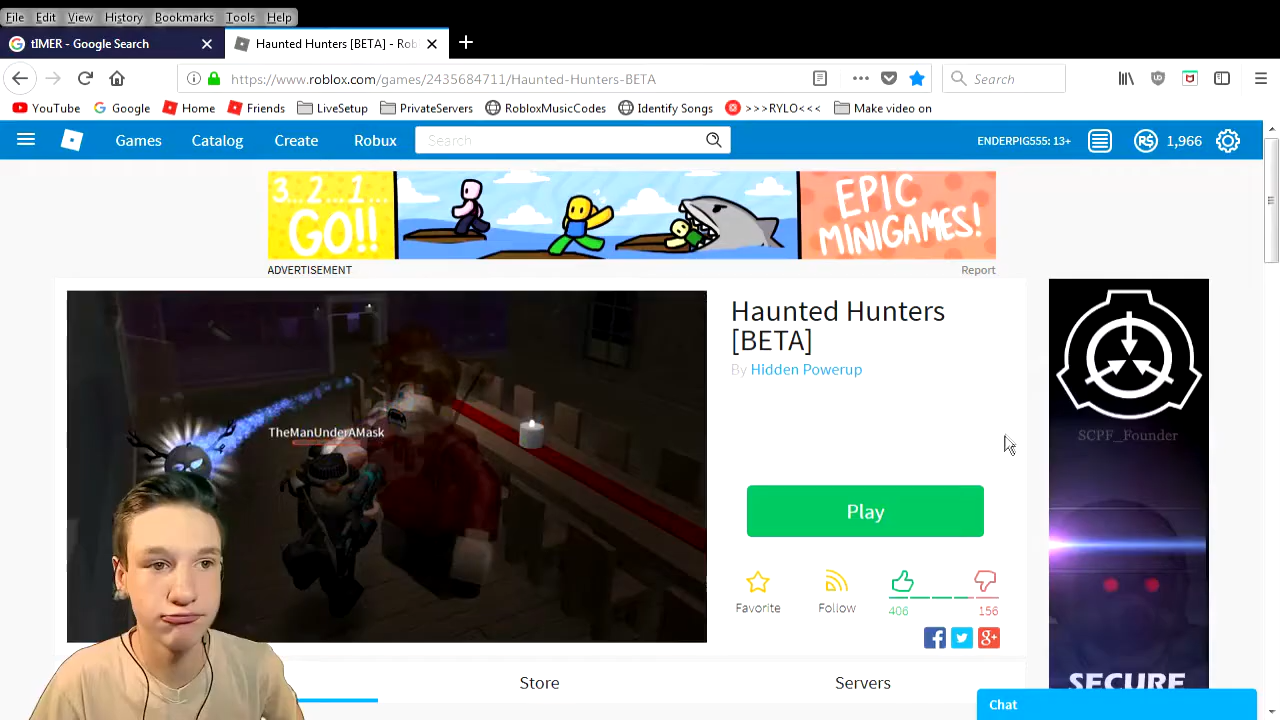 File Edit View History Bookmarks Tools Help
tIMER - Google Search
Haunted Hunters [BETA] - Rob
https://www.roblox.com/games/2435684711/Haunted-Hunters-BETA
Search
YouTube Google Home Friends LiveSetup PrivateServers RobloxMusicCodes Identify Songs >>>RYLO<<< Make video on
Games Catalog Create Robux Search ENDERPIG555: 13+ R$ 1,966
3...2...1... GO!!
EPIC MINIGAMES!
ADVERTISEMENT
Report
TheManUnderAMask
Haunted Hunters
[BETA]
By Hidden Powerup
Play
Favorite
Follow
406
156
SCPF_Founder
SECURE
Store
Servers
Chat